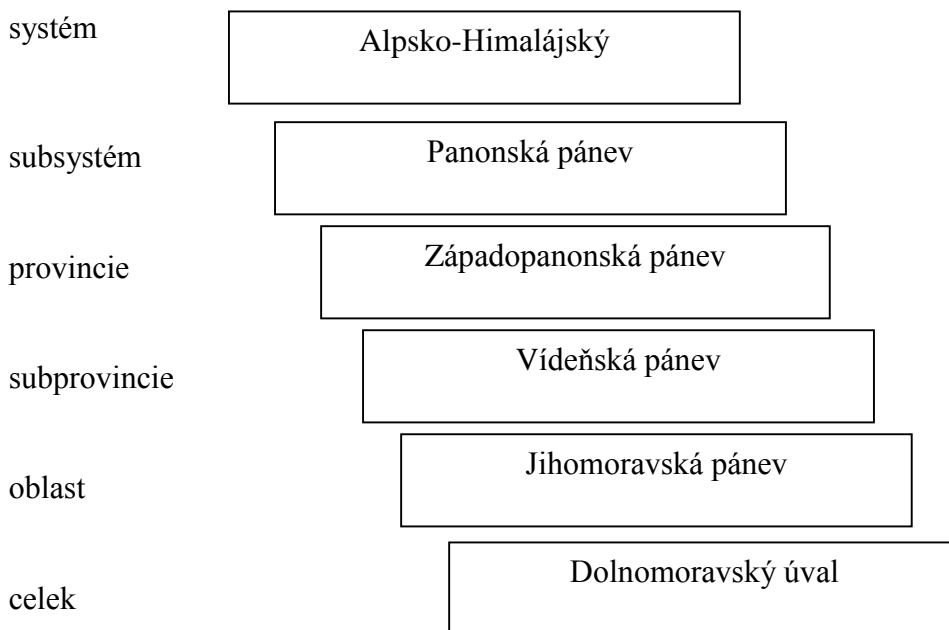 systém
Alpsko-Himalájský
subsystém
Panonská pánev
provincie
Západopanonská pánev
subprovincie
Vídeňská pánev
oblast
Jihomoravská pánev
celek
Dolnomoravský úval